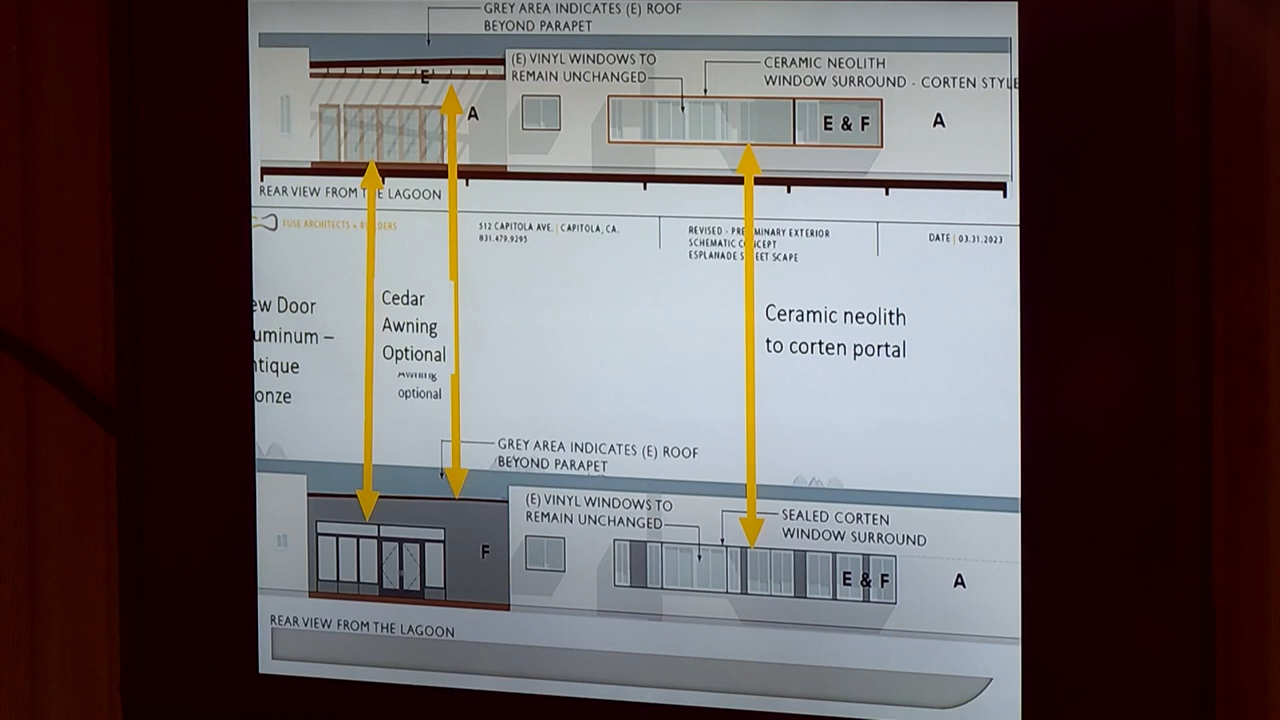 GREY AREA INDICATES (E) ROOF
BEYOND PARAPET
(E) VINYL WINDOWS TO
REMAIN UNCHANGED
CERAMIC NEOLITH
WINDOW SURROUND - CORTEN STYLE
E
A
E & F
A
REAR VIEW FROM THE LAGOON
FUSE ARCHITECTS + BUILDERS
512 CAPITOLA AVE. | CAPITOLA, CA.
831.479.9295
REVISED - PRELIMINARY EXTERIOR
SCHEMATIC CONCEPT
ESPLANADE STREET SCAPE
DATE | 03.31.2023
ew Door
uminum –
ntique
onze
Cedar
Awning
Optional
Awning
optional
Ceramic neolith
to corten portal
GREY AREA INDICATES (E) ROOF
BEYOND PARAPET
(E) VINYL WINDOWS TO
REMAIN UNCHANGED
SEALED CORTEN
WINDOW SURROUND
F
E & F
A
REAR VIEW FROM THE LAGOON